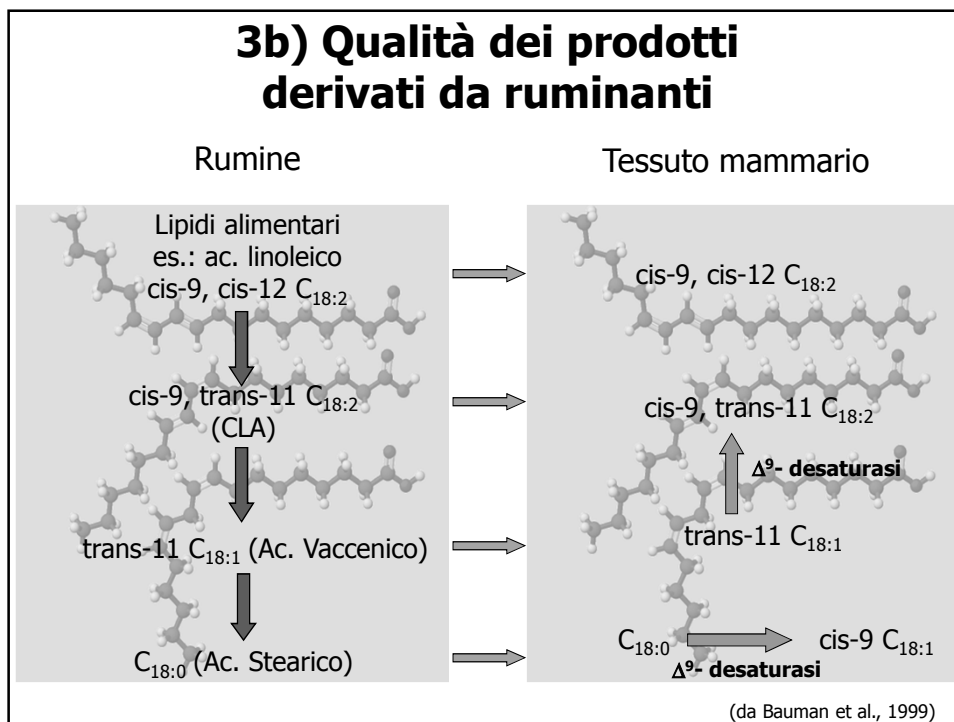 3b) Qualità dei prodotti
derivati da ruminanti
Rumine
Lipidi alimentari
es.: ac. linoleico
cis-9, cis-12 C18:2
cis-9, trans-11 C18:2
(CLA)
trans-11 C18:1 (Ac. Vaccenico)
C18:0 (Ac. Stearico)
Tessuto mammario
cis-9, cis-12 C18:2
cis-9, trans-11 C18:2
Δ⁹- desaturasi
trans-11 C18:1
C18:0
cis-9 C18:1
Δ⁹- desaturasi
(da Bauman et al., 1999)